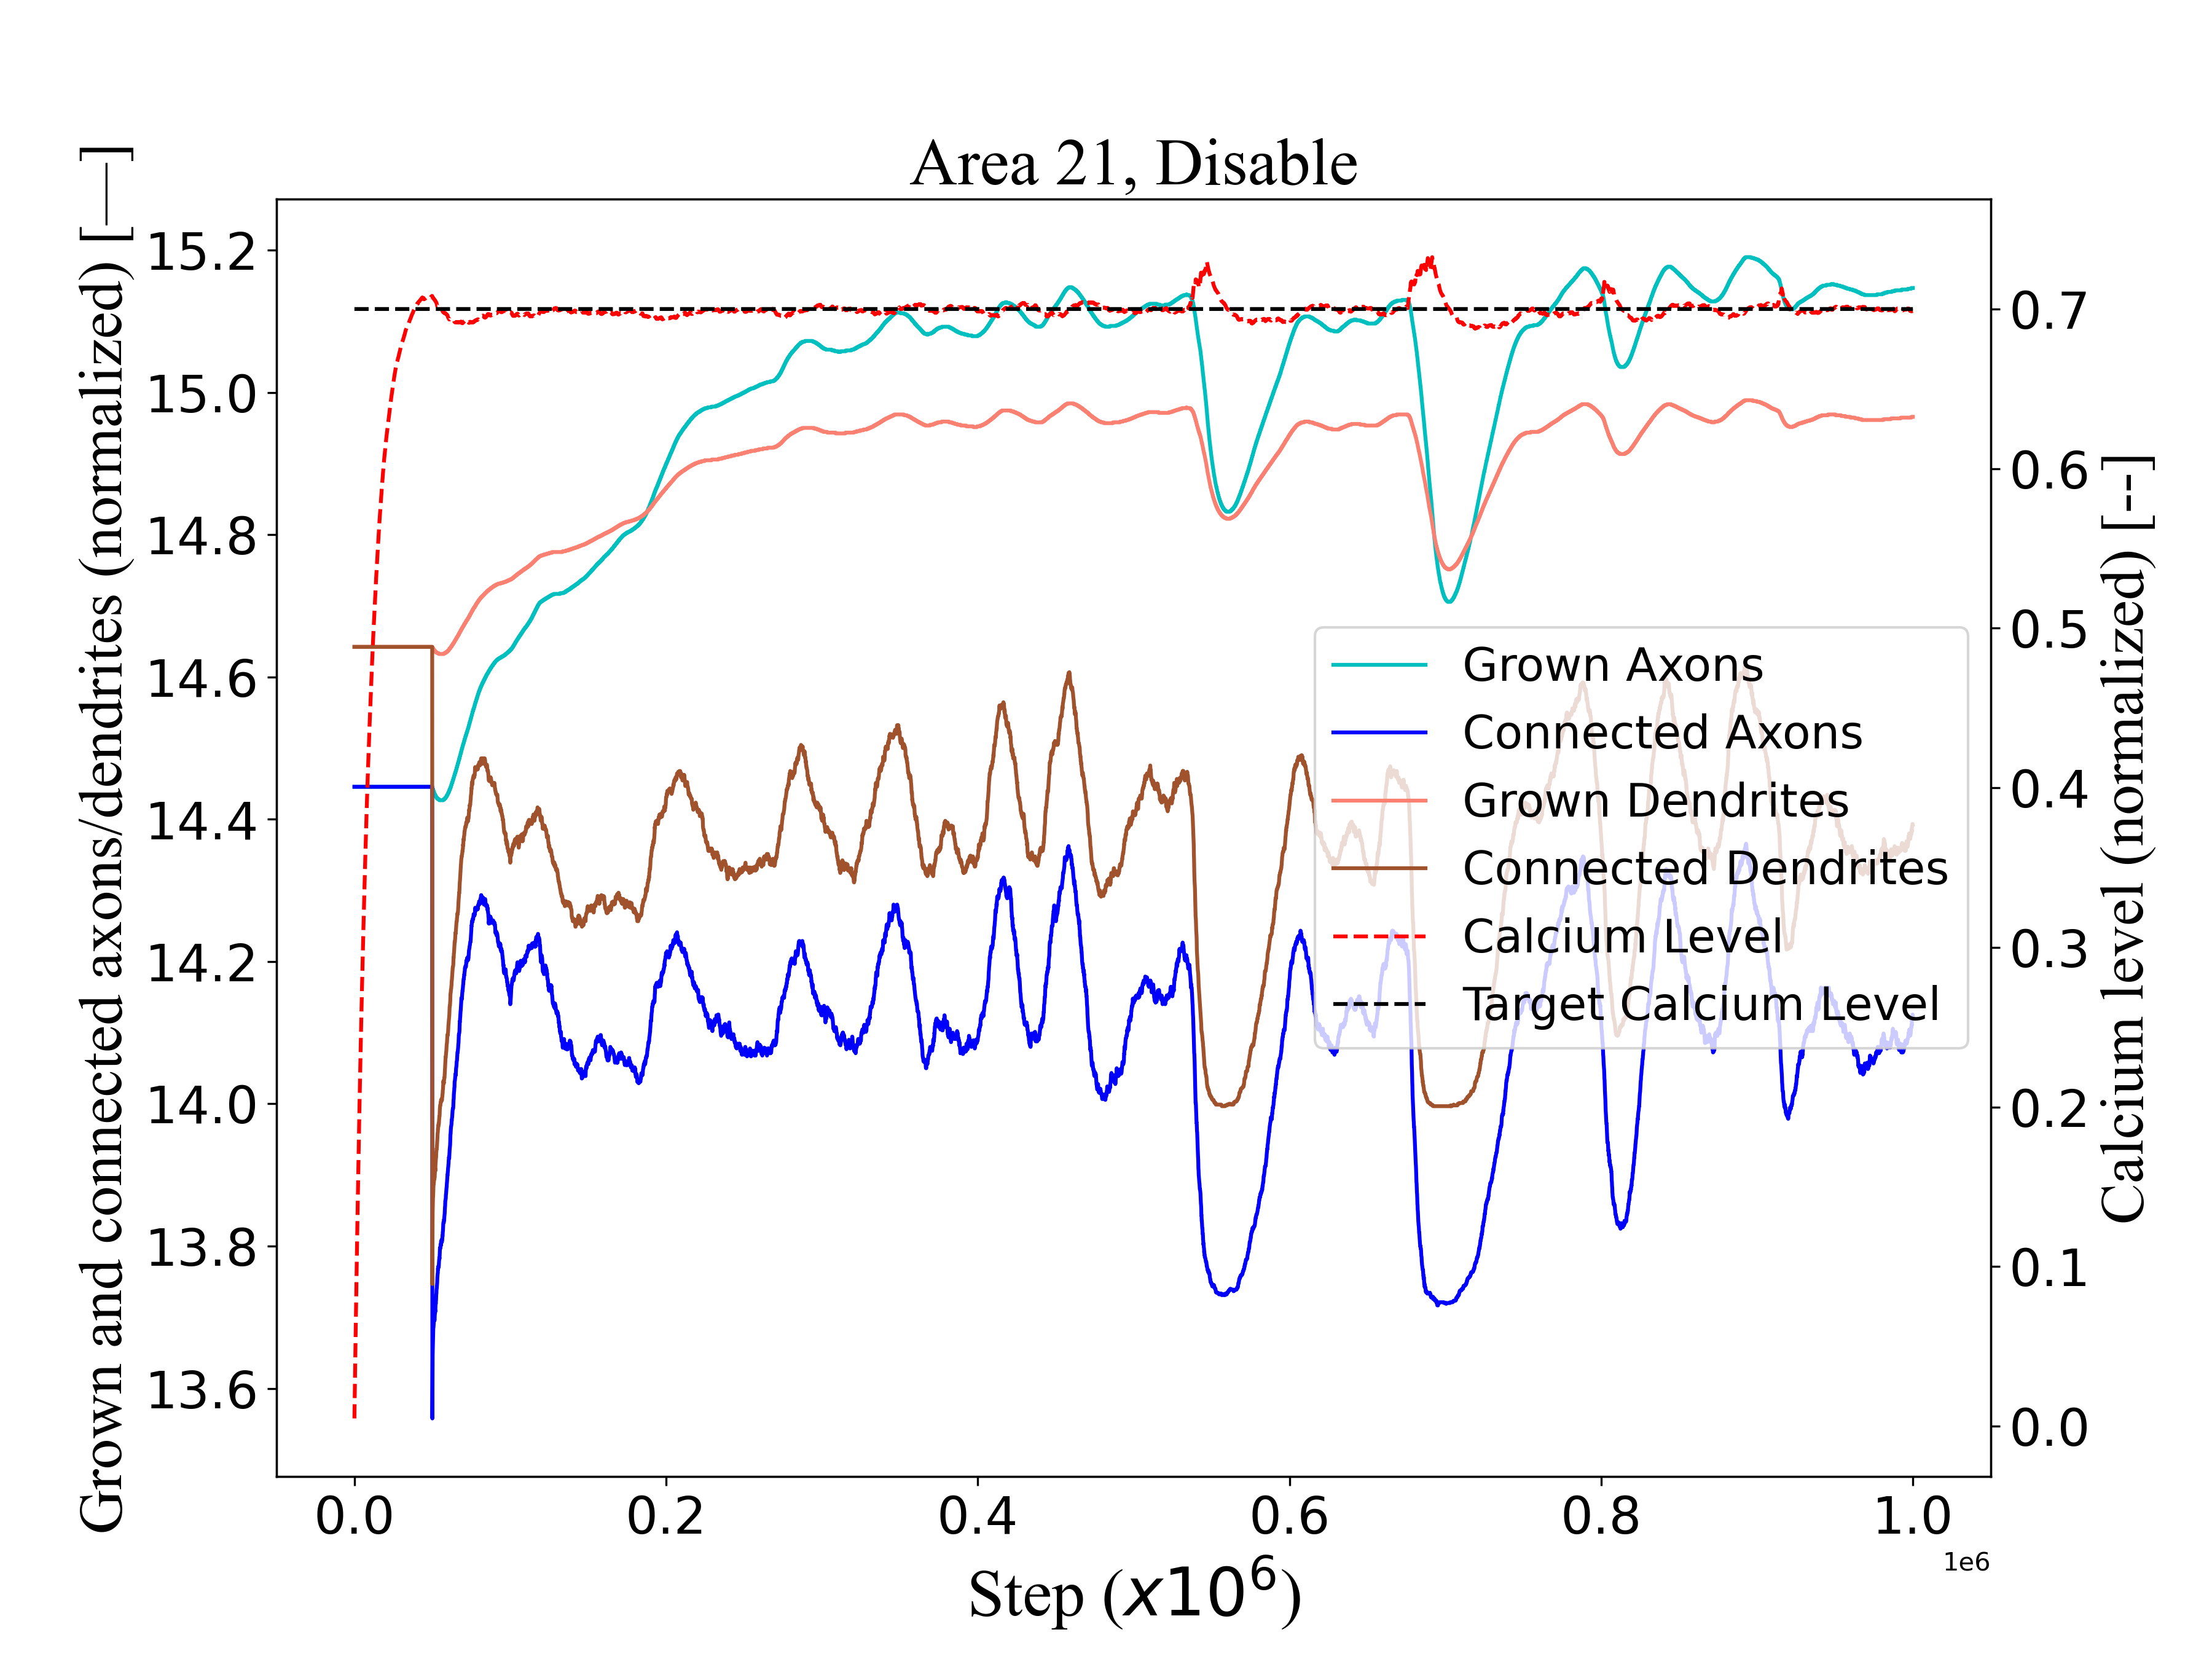 Area 21, Disable
Grown and connected axons/dendrites (normalized) [—]
15.2
15.0
14.8
14.6
14.4
14.2
14.0
13.8
13.6
Grown Axons
Connected Axons
Grown Dendrites
Connected Dendrites
Calcium Level
Target Calcium Level
0.7
0.6
0.5
0.4
0.3
0.2
0.1
0.0
Calcium level (normalized) [--]
0.0 0.2 0.4 0.6 0.8 1.0
1e6
Step (x10⁶)